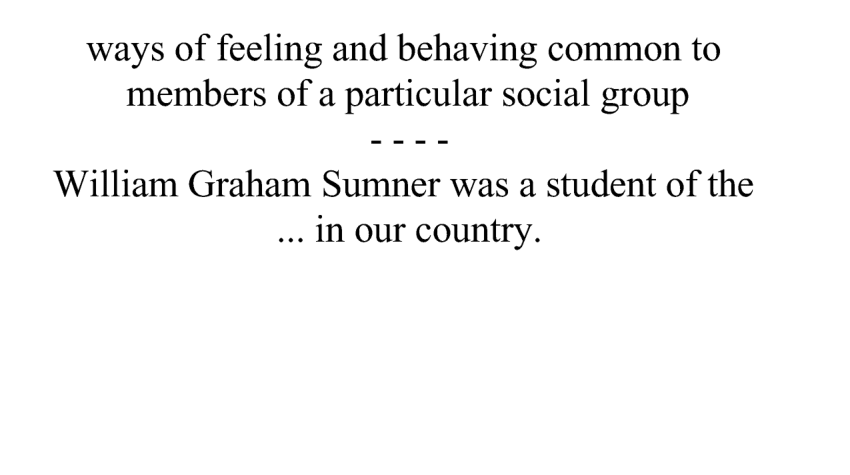 ways of feeling and behaving common to
members of a particular social group
- - - -
William Graham Sumner was a student of the
... in our country.